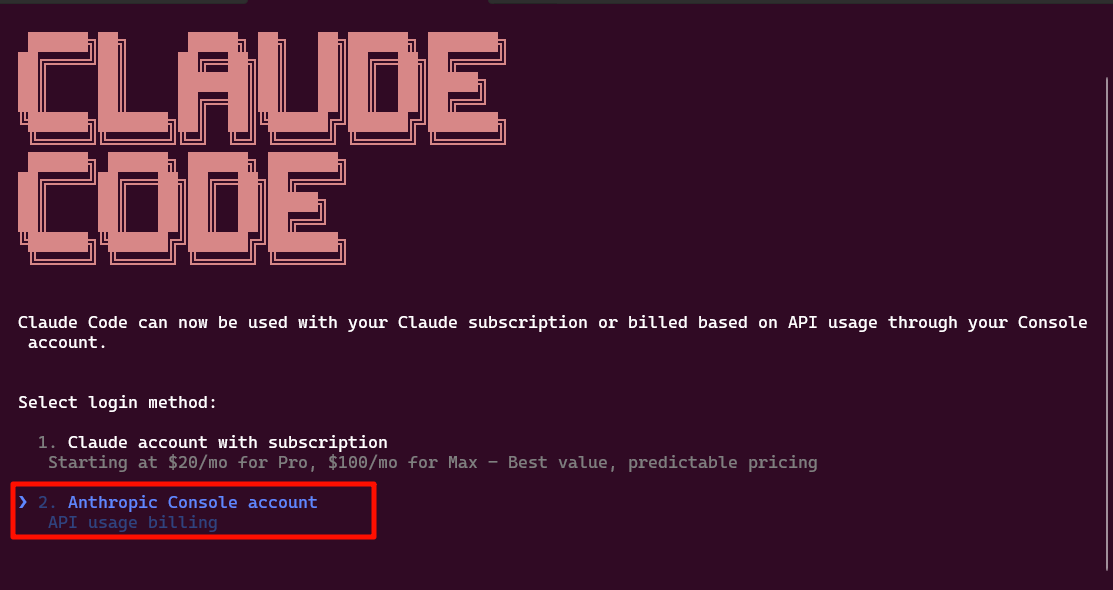 CLAUDE
CODE
Claude Code can now be used with your Claude subscription or billed based on API usage through your Console
account.
Select login method:
1. Claude account with subscription
Starting at $20/mo for Pro, $100/mo for Max - Best value, predictable pricing
❯ 2. Anthropic Console account
API usage billing